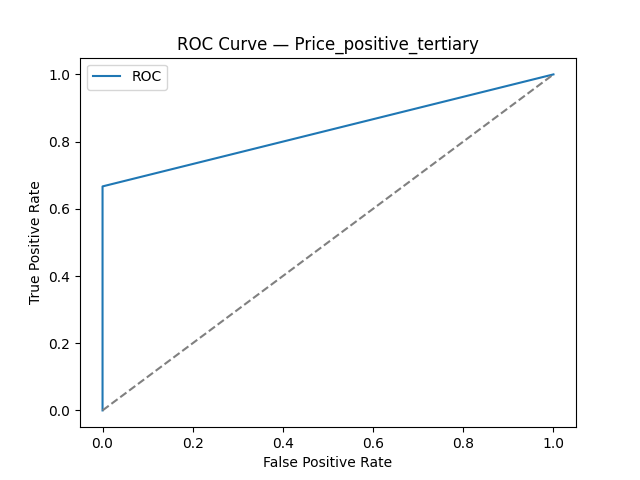 ROC Curve — Price_positive_tertiary
ROC
True Positive Rate
1.0
0.8
0.6
0.4
0.2
0.0
0.0 0.2 0.4 0.6 0.8 1.0
False Positive Rate